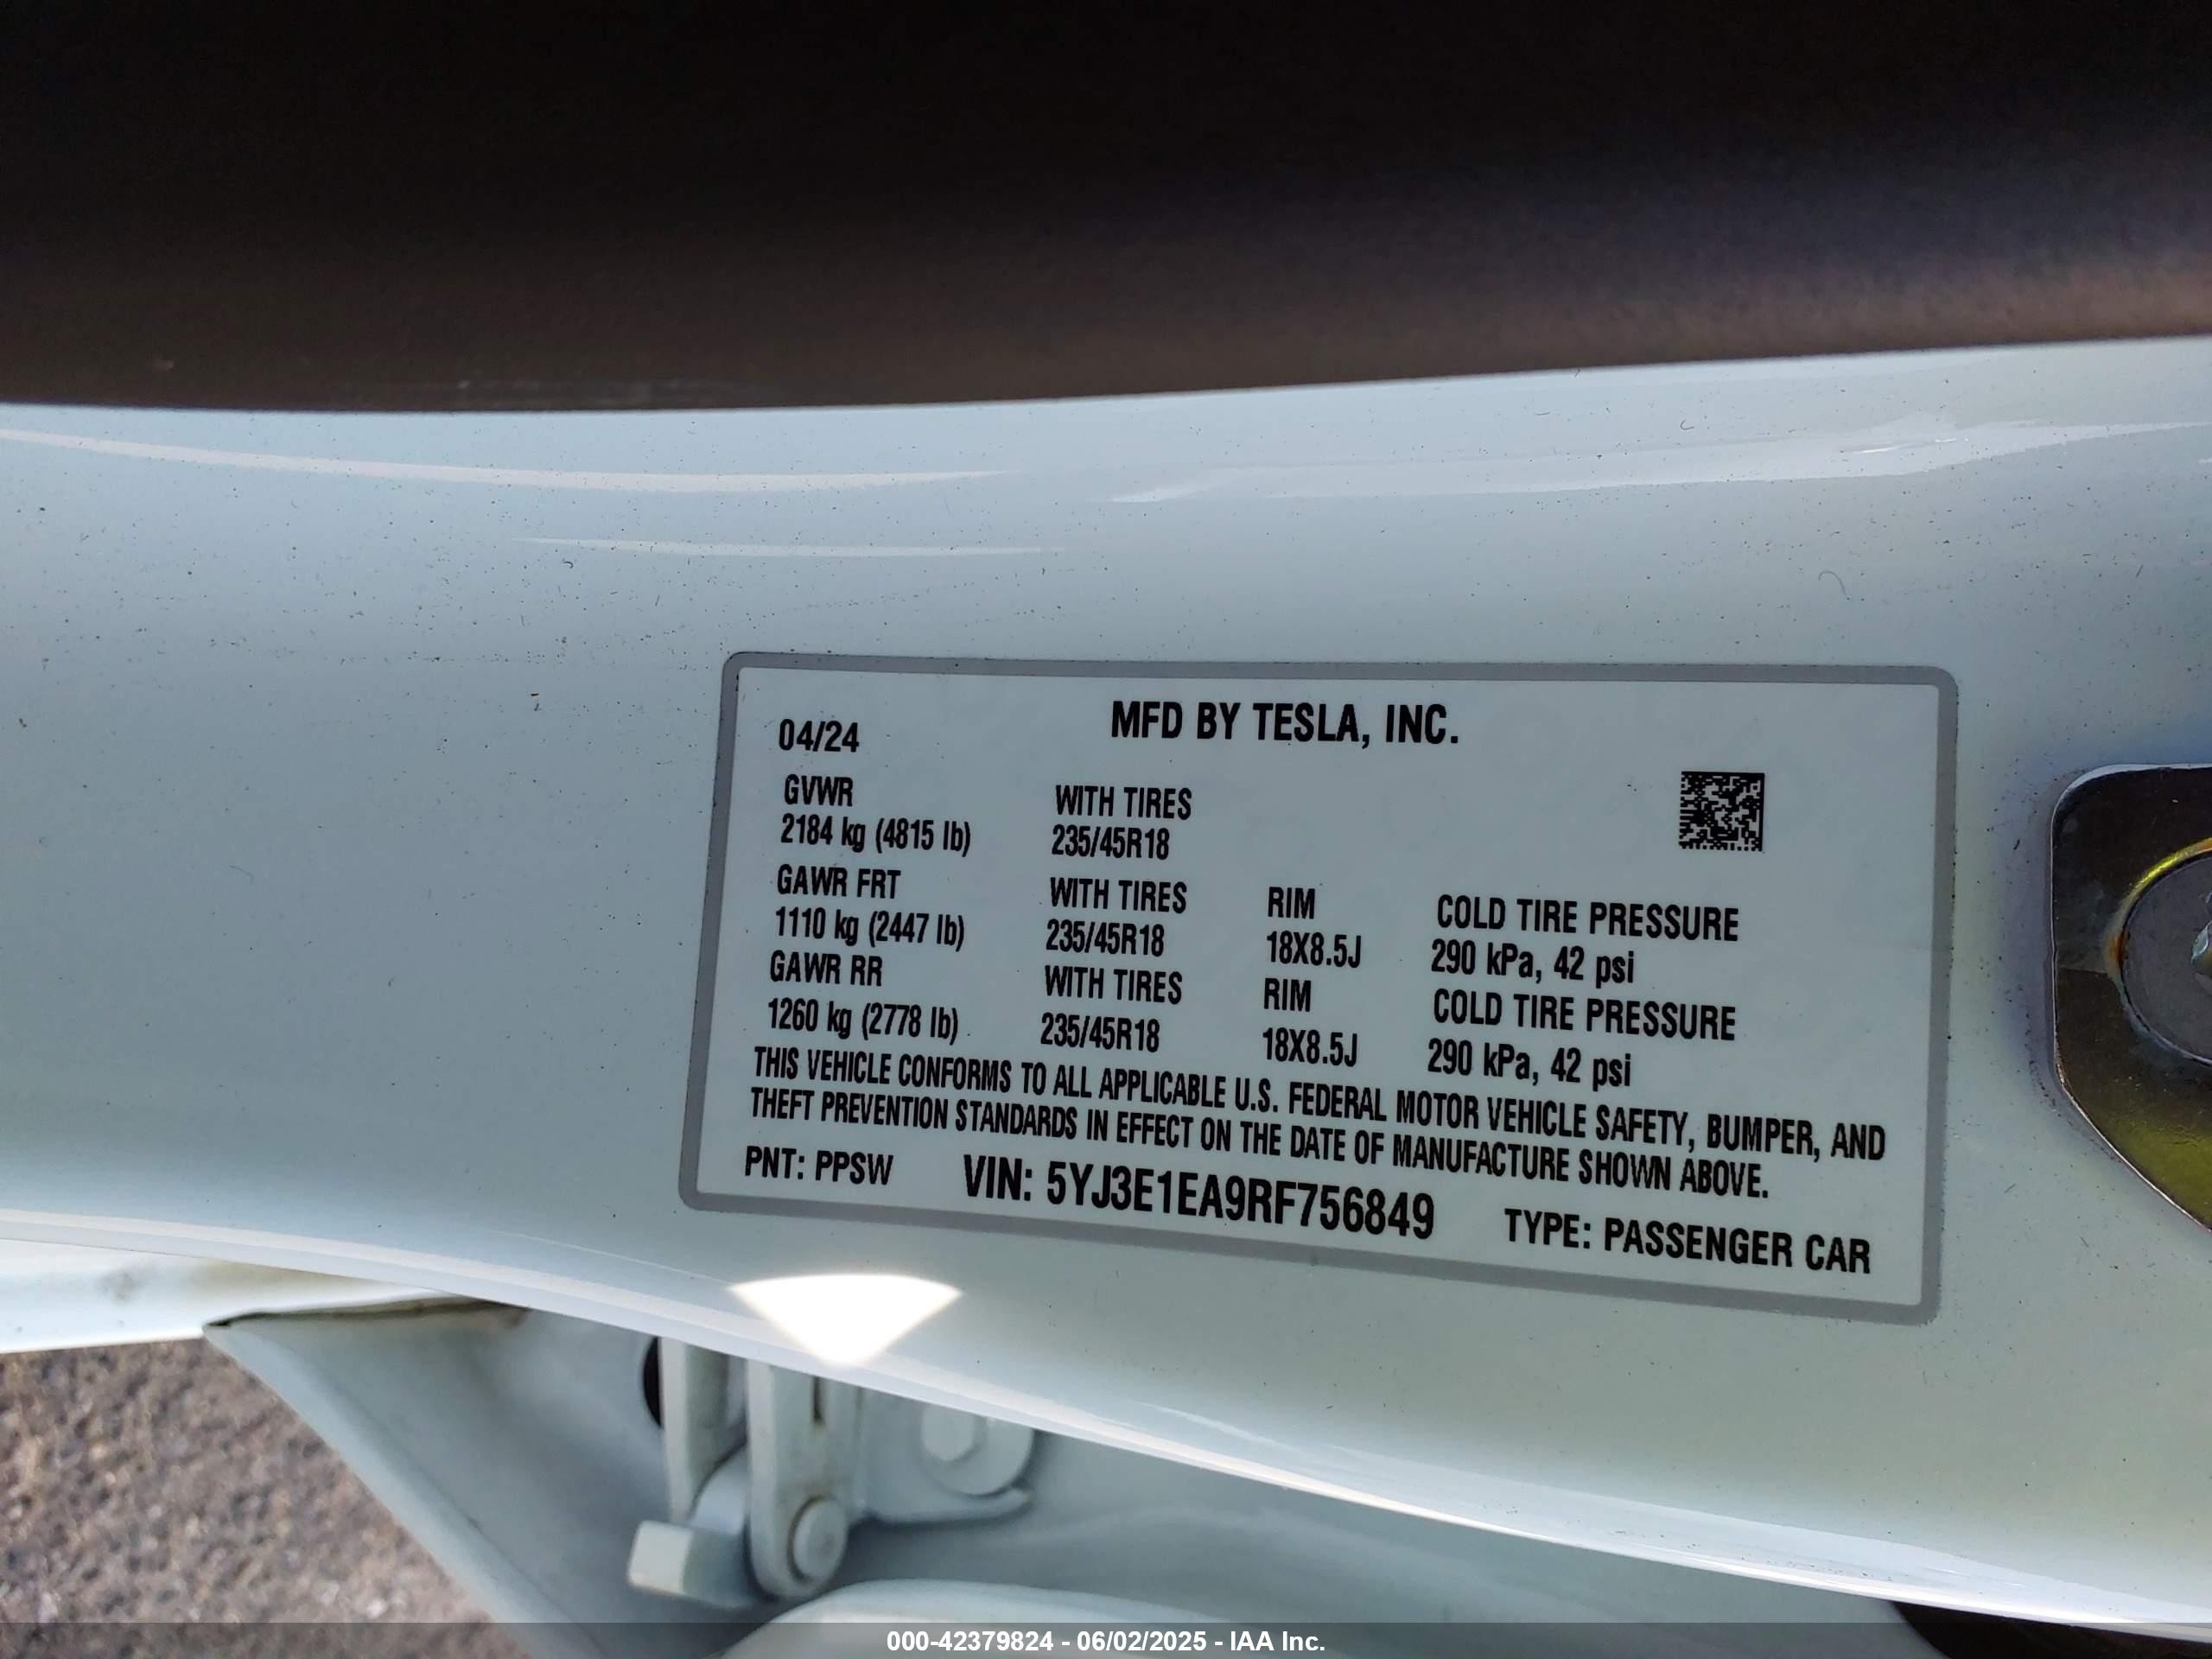 MFD BY TESLA, INC.
04/24
GVWR WITH TIRES
2184 kg (4815 lb) 235/45R18
GAWR FRT WITH TIRES RIM COLD TIRE PRESSURE
1110 kg (2447 lb) 235/45R18 18X8.5J 290 kPa, 42 psi
GAWR RR WITH TIRES RIM COLD TIRE PRESSURE
1260 kg (2778 lb) 235/45R18 18X8.5J 290 kPa, 42 psi
THIS VEHICLE CONFORMS TO ALL APPLICABLE U.S. FEDERAL MOTOR VEHICLE SAFETY, BUMPER, AND
THEFT PREVENTION STANDARDS IN EFFECT ON THE DATE OF MANUFACTURE SHOWN ABOVE.
PNT: PPSW VIN: 5YJ3E1EA9RF756849 TYPE: PASSENGER CAR
000-42379824 - 06/02/2025 - IAA Inc.